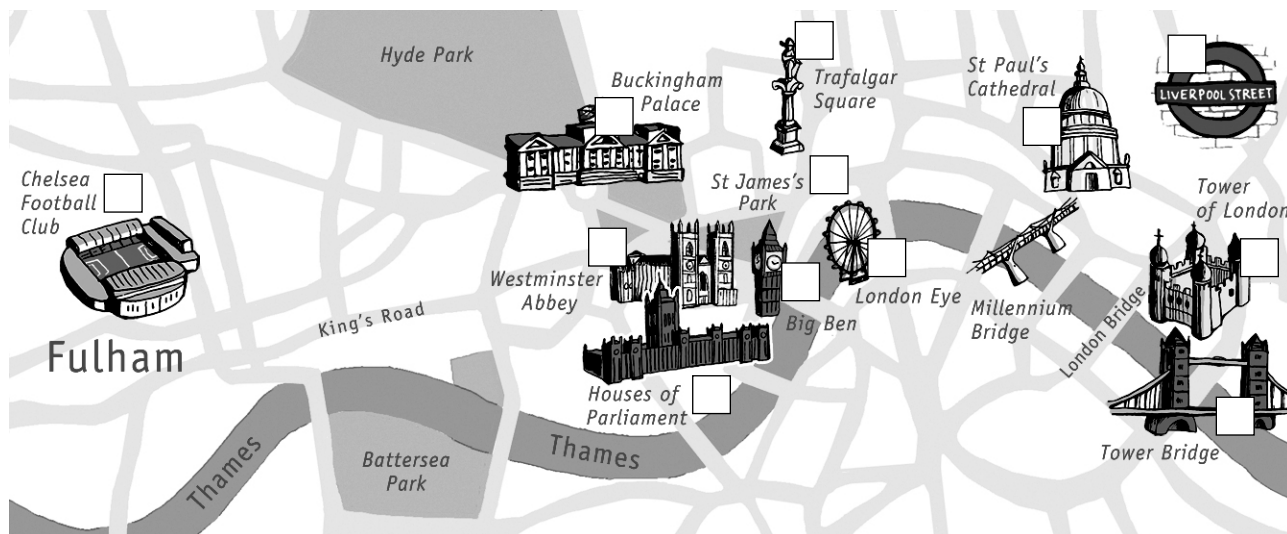 Hyde Park
Buckingham
Palace
Trafalgar
Square
St Paul's
Cathedral
LIVERPOOL STREET
Chelsea
Football
Club
St James's
Park
Tower
of London
Westminster
Abbey
London Eye
Big Ben
Millennium
Bridge
London Bridge
King's Road
Fulham
Houses of
Parliament
Thames
Thames
Battersea
Park
Tower Bridge